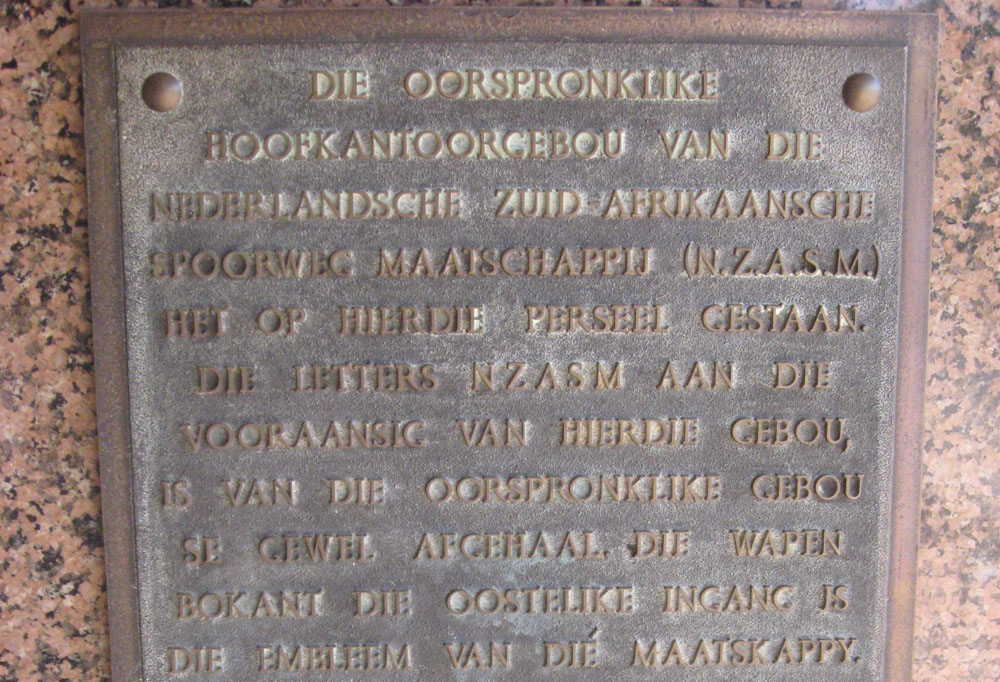 DIE OORSPRONKLIKE
HOOFKANTOORGEBOU VAN DIE
NEDERLANDSCHE ZUID-AFRIKAANSCHE
SPOORWEG MAATSCHAPPIJ (N.Z.A.S.M.)
HET OP HIERDIE PERSEEL GESTAAN.
DIE LETTERS NZASM AAN DIE
VOORAANSIG VAN HIERDIE GEBOU,
IS VAN DIE OORSPRONKLIKE GEBOU
SE GEWEL AFGEHAAL. DIE WAPEN
BOKANT DIE OOSTELIKE INGANG IS
DIE EMBLEEM VAN DIÉ MAATSKAPPY.